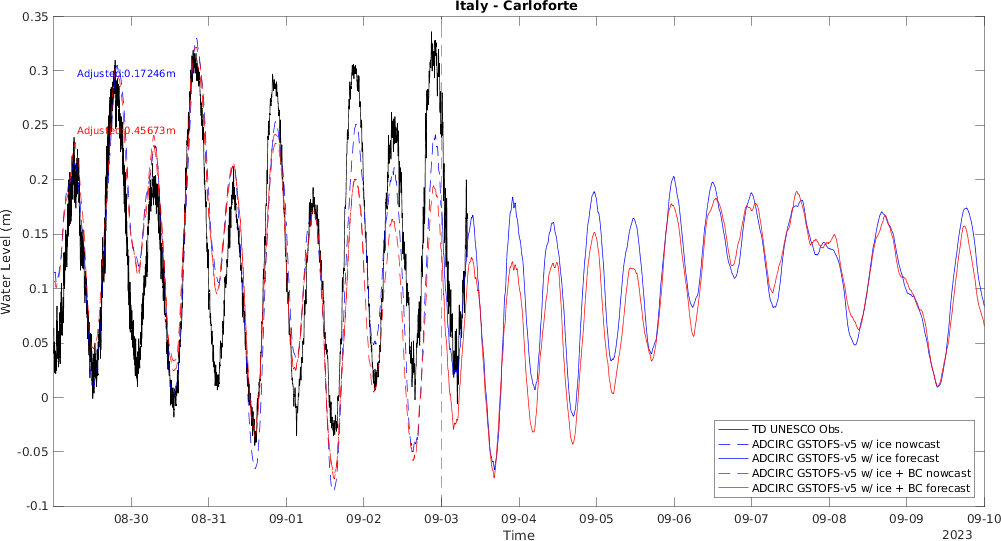 Italy - Carloforte
0.35
0.3
0.25
0.2
0.15
0.1
0.05
0
-0.05
-0.1
Water Level (m)
Adjusted:0.17246m
Adjusted:0.45673m
TD UNESCO Obs.
ADCIRC GSTOFS-v5 w/ ice nowcast
ADCIRC GSTOFS-v5 w/ ice forecast
ADCIRC GSTOFS-v5 w/ ice + BC nowcast
ADCIRC GSTOFS-v5 w/ ice + BC forecast
08-30 08-31 09-01 09-02 09-03 09-04 09-05 09-06 09-07 09-08 09-09 09-10
Time
2023